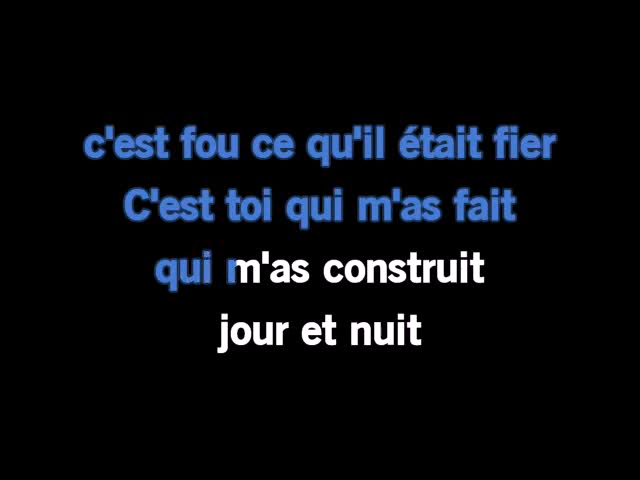 c'est fou ce qu'il était fier
C'est toi qui m'as fait
qui m'as construit
jour et nuit